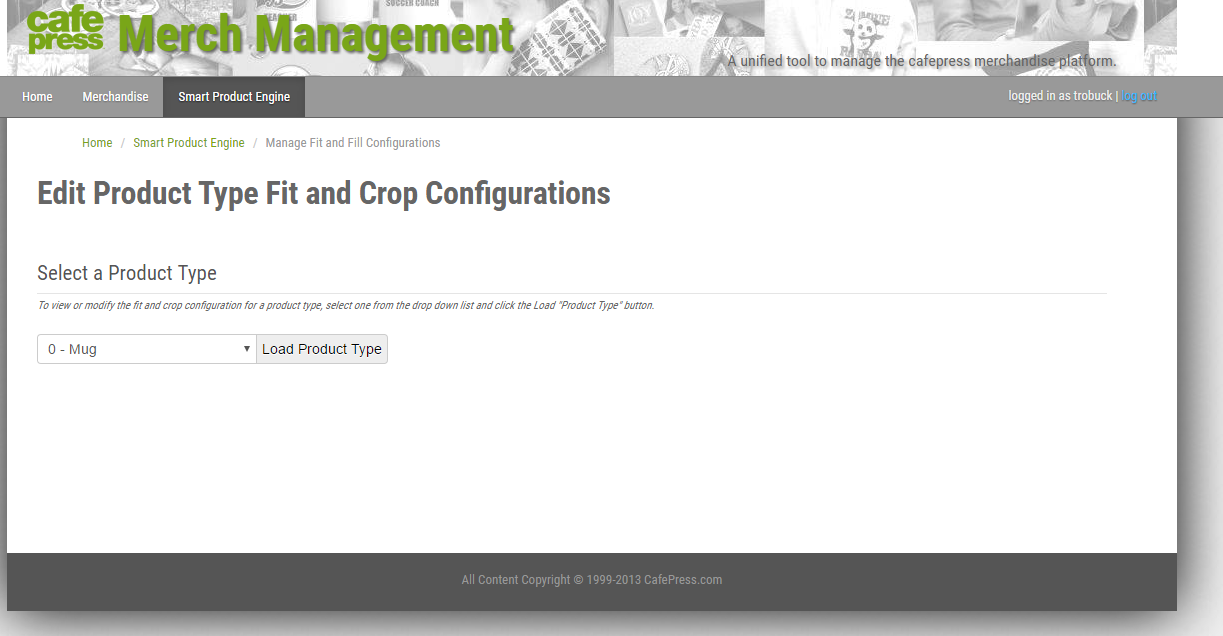 cafe
press
Merch Management
SOCCER COACH
A unified tool to manage the cafepress merchandise platform.
Home
Merchandise
Smart Product Engine
logged in as trobuck | log out
Home / Smart Product Engine / Manage Fit and Fill Configurations
Edit Product Type Fit and Crop Configurations
Select a Product Type
To view or modify the fit and crop configuration for a product type, select one from the drop down list and click the Load "Product Type" button.
0 - Mug
Load Product Type
All Content Copyright © 1999-2013 CafePress.com